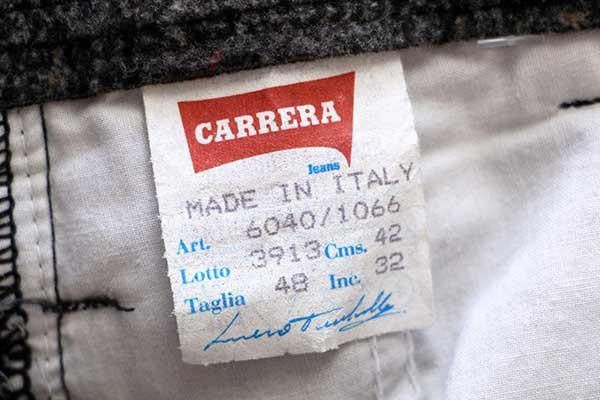 CARRERA
Jeans
MADE IN ITALY
Art. 6040/1066
Lotto 3913 Cms. 42
Taglia 48 Inc. 32